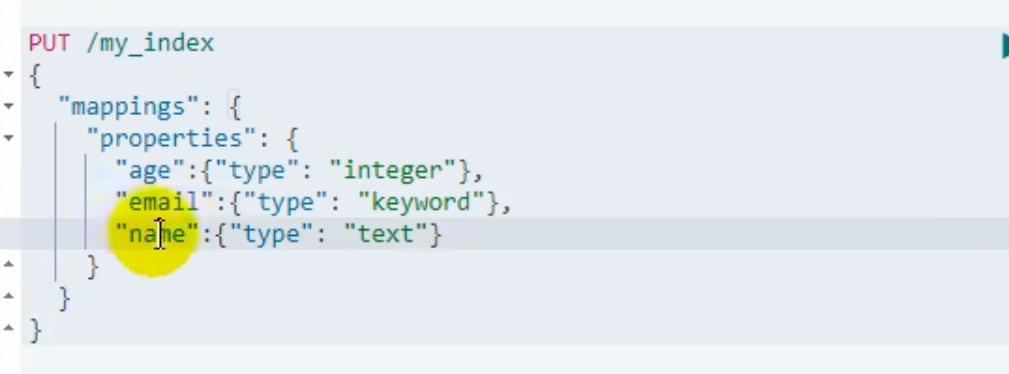 PUT /my_index
{
  "mappings": {
    "properties": {
      "age":{"type": "integer"},
      "email":{"type": "keyword"},
      "name":{"type": "text"}
    }
  }
}